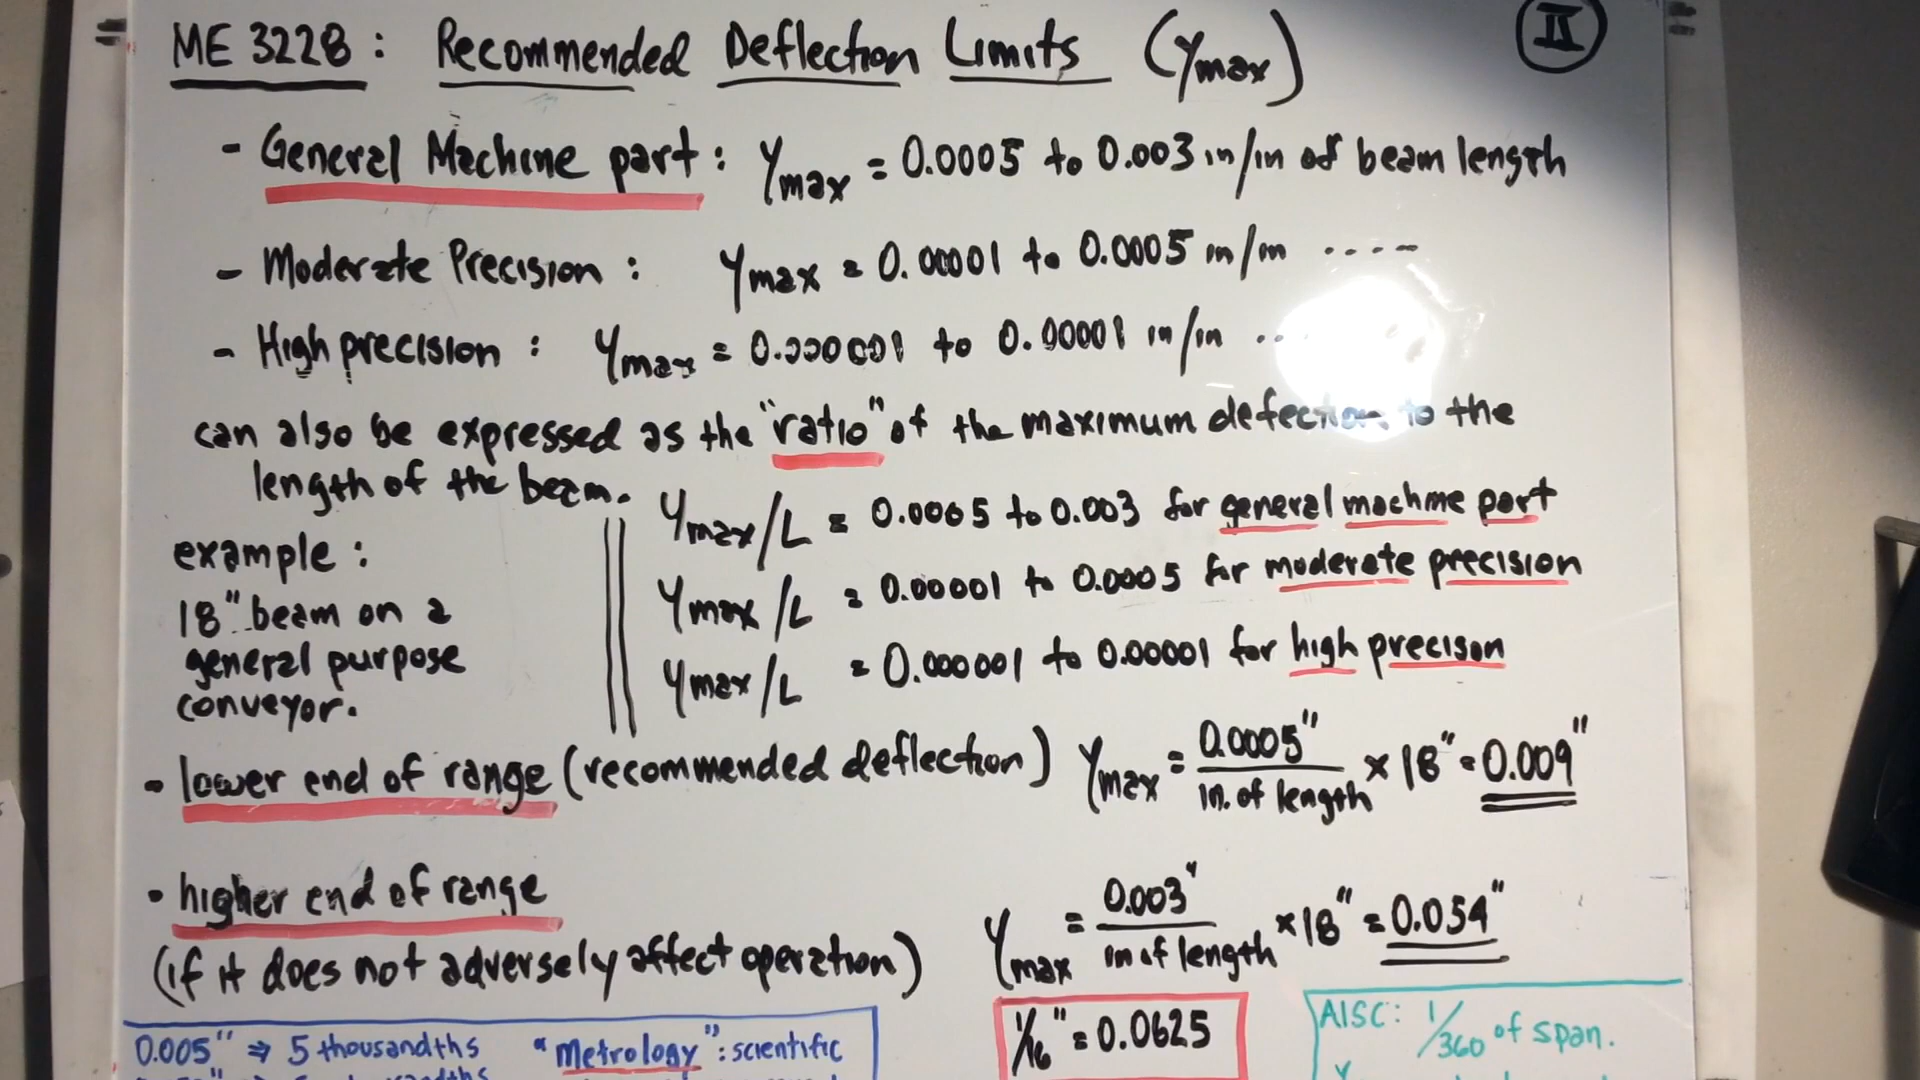 ME 3228 : Recommended Deflection Limits (Ymax)
II
- General Machine part : Ymax = 0.0005 to 0.003 in/in of beam length
- Moderate Precision : Ymax = 0.00001 to 0.0005 in/in ....
- High precision : Ymax = 0.000001 to 0.00001 in/in ..
can also be expressed as the "ratio" of the maximum defection to the
length of the beam.
Ymax/L = 0.0005 to 0.003 for general machine part
Ymax/L = 0.00001 to 0.0005 for moderate precision
Ymax/L = 0.000001 to 0.00001 for high precison
example :
18" beam on a
general purpose
conveyor.
• lower end of range (recommended deflection) Ymax = 0.0005"/in. of length × 18" = 0.009"
• higher end of range
(if it does not adversely affect operation) Ymax = 0.003"/in of length × 18" = 0.054"
0.005" ⇒ 5 thousandths
"Metrology" : scientific
1/16" = 0.0625
AISC: 1/360 of span.